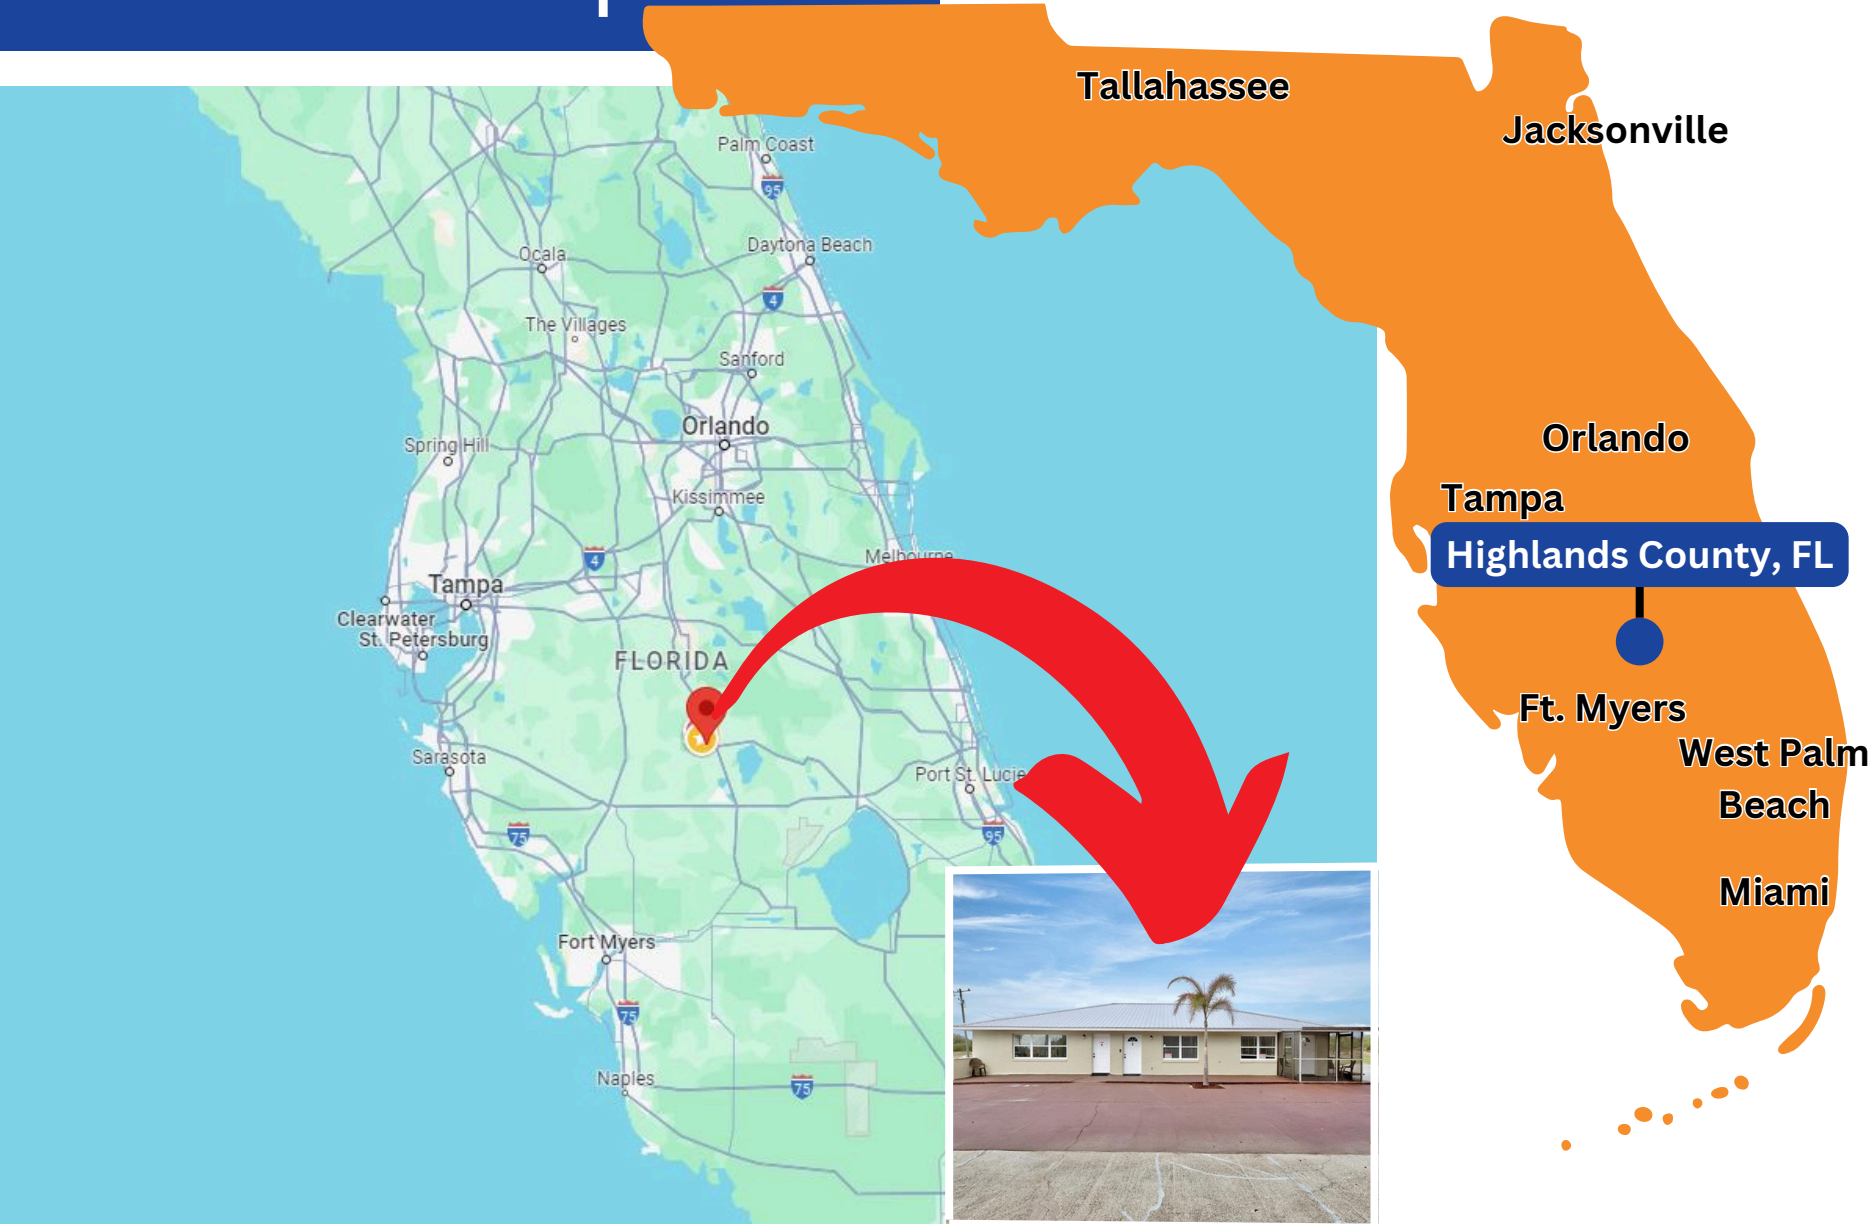 Tallahassee
Jacksonville
Palm Coast
95
Daytona Beach
Ocala
4
The Villages
Sanford
Orlando
Spring Hill
Kissimmee
Melbourne
4
Tampa
Clearwater
St. Petersburg
FLORIDA
Sarasota
Port St. Lucie
75
95
Fort Myers
75
Naples
75
Orlando
Tampa
Highlands County, FL
Ft. Myers
West Palm
Beach
Miami